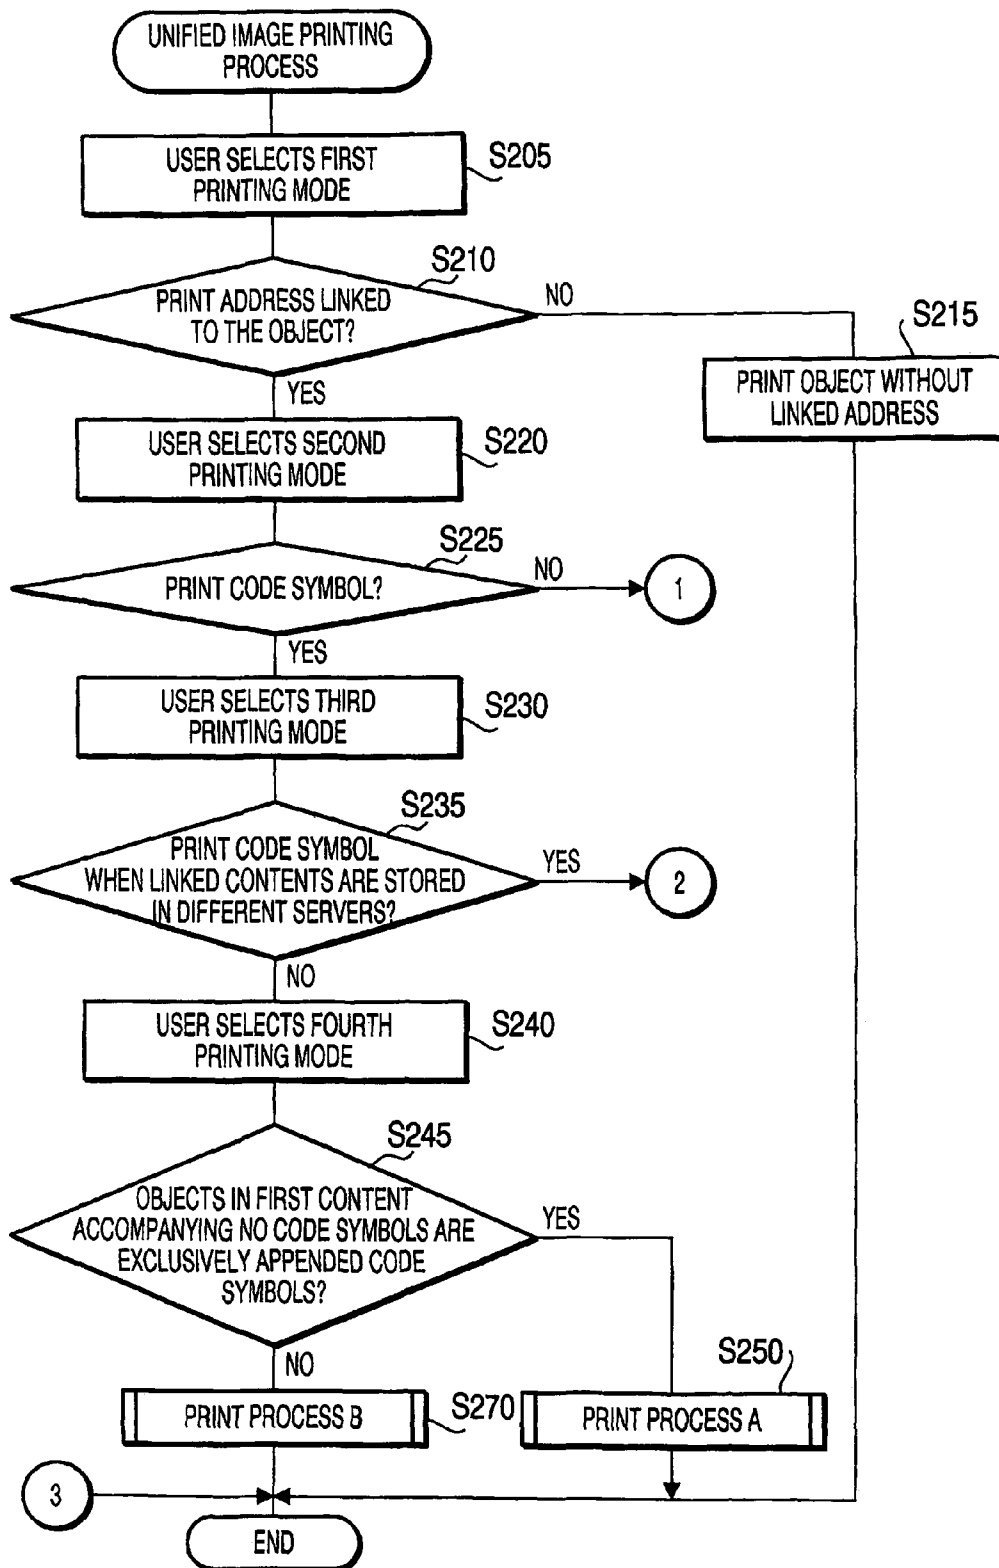 UNIFIED IMAGE PRINTING
PROCESS
USER SELECTS FIRST
PRINTING MODE
S205
S210
PRINT ADDRESS LINKED
TO THE OBJECT?
NO
YES
S215
PRINT OBJECT WITHOUT
LINKED ADDRESS
USER SELECTS SECOND
PRINTING MODE
S220
S225
PRINT CODE SYMBOL?
NO
1
YES
USER SELECTS THIRD
PRINTING MODE
S230
S235
PRINT CODE SYMBOL
WHEN LINKED CONTENTS ARE STORED
IN DIFFERENT SERVERS?
YES
2
NO
USER SELECTS FOURTH
PRINTING MODE
S240
S245
OBJECTS IN FIRST CONTENT
ACCOMPANYING NO CODE SYMBOLS ARE
EXCLUSIVELY APPENDED CODE
SYMBOLS?
YES
NO
S250
PRINT PROCESS B
S270
PRINT PROCESS A
3
END